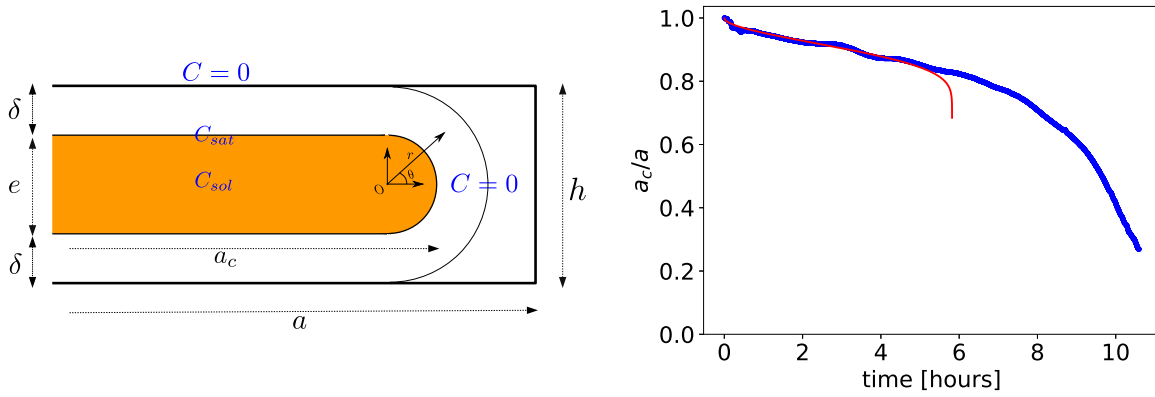 C = 0
δ
C_sat
e
C_sol
r
θ
O
C = 0
h
δ
a_c
a
1.0
0.8
0.6
0.4
0.2
0.0
a_c/a
0
2
4
6
8
10
time [hours]